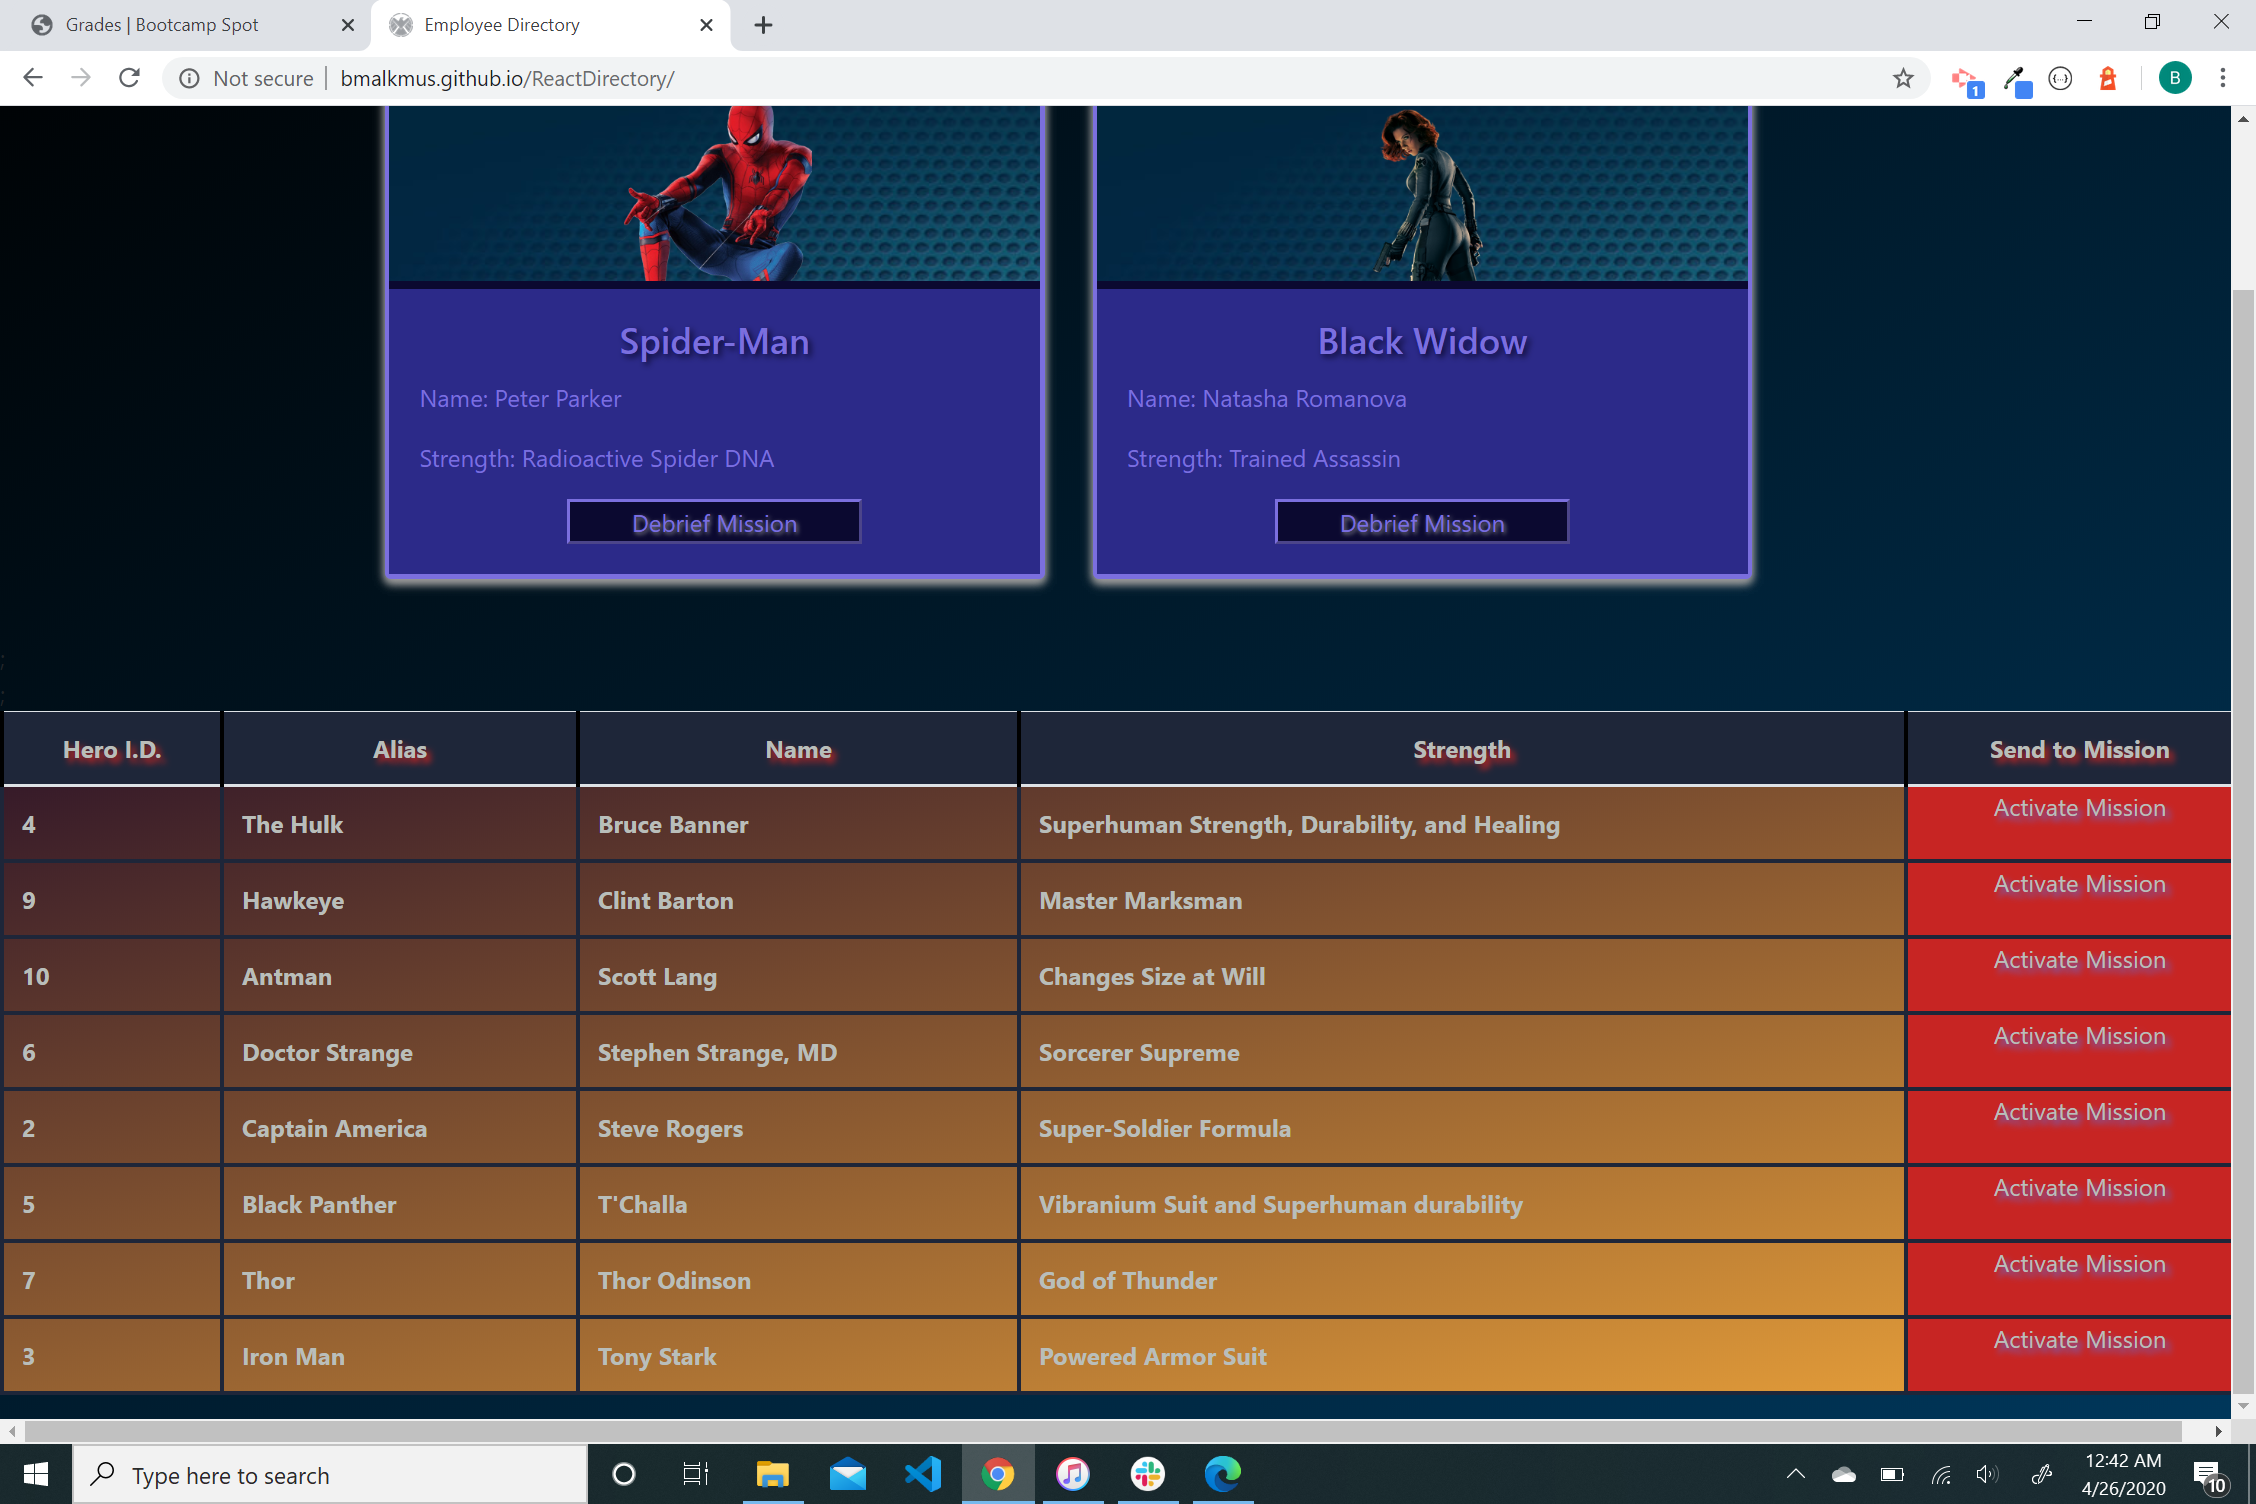 Grades | Bootcamp Spot
Employee Directory
Not secure | bmalkmus.github.io/ReactDirectory/
1
B
Spider-Man
Name: Peter Parker
Strength: Radioactive Spider DNA
Debrief Mission
Black Widow
Name: Natasha Romanova
Strength: Trained Assassin
Debrief Mission
;
;
Hero I.D. Alias Name Strength Send to Mission
4 The Hulk Bruce Banner Superhuman Strength, Durability, and Healing Activate Mission
9 Hawkeye Clint Barton Master Marksman Activate Mission
10 Antman Scott Lang Changes Size at Will Activate Mission
6 Doctor Strange Stephen Strange, MD Sorcerer Supreme Activate Mission
2 Captain America Steve Rogers Super-Soldier Formula Activate Mission
5 Black Panther T'Challa Vibranium Suit and Superhuman durability Activate Mission
7 Thor Thor Odinson God of Thunder Activate Mission
3 Iron Man Tony Stark Powered Armor Suit Activate Mission
Type here to search
12:42 AM
4/26/2020
10